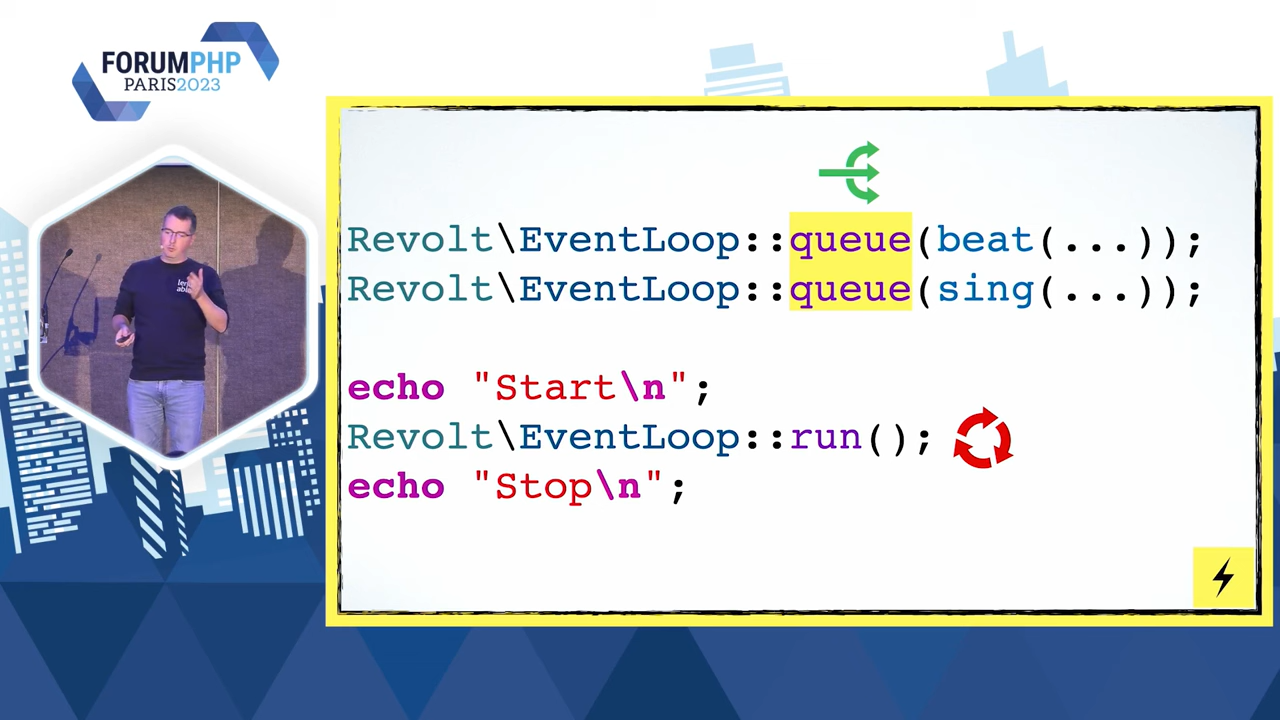 FORUMPHP
PARIS2023
Revolt\EventLoop::queue(beat(...));
Revolt\EventLoop::queue(sing(...));
echo "Start\n";
Revolt\EventLoop::run();
echo "Stop\n";